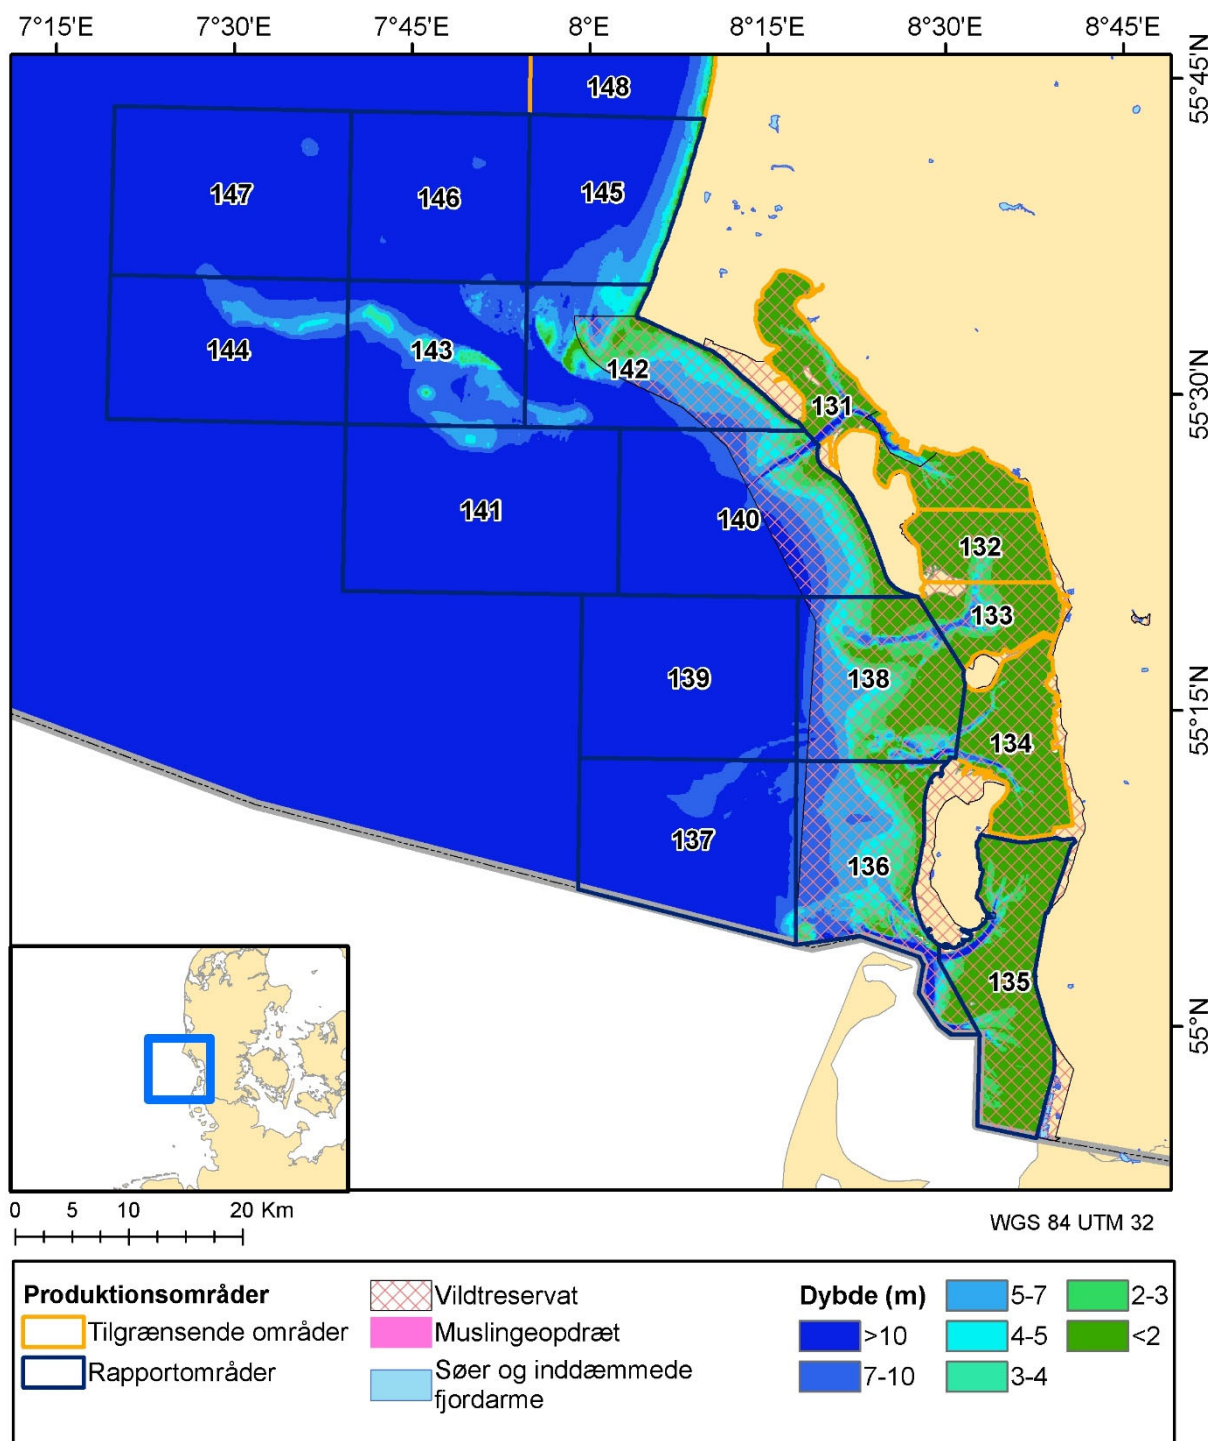 7°15'E 7°30'E 7°45'E 8°E 8°15'E 8°30'E 8°45'E
55°45'N
148
147
146
145
144
143
142
131
55°30'N
141
140
132
133
139
138
55°15'N
134
137
136
135
55°N
0 5 10 20 Km
WGS 84 UTM 32
Produktionsområder
Tilgrænsende områder
Rapportområder
Vildtreservat
Muslingeopdræt
Søer og inddæmmede
fjordarme
Dybde (m)
>10
7-10
5-7
4-5
3-4
2-3
<2